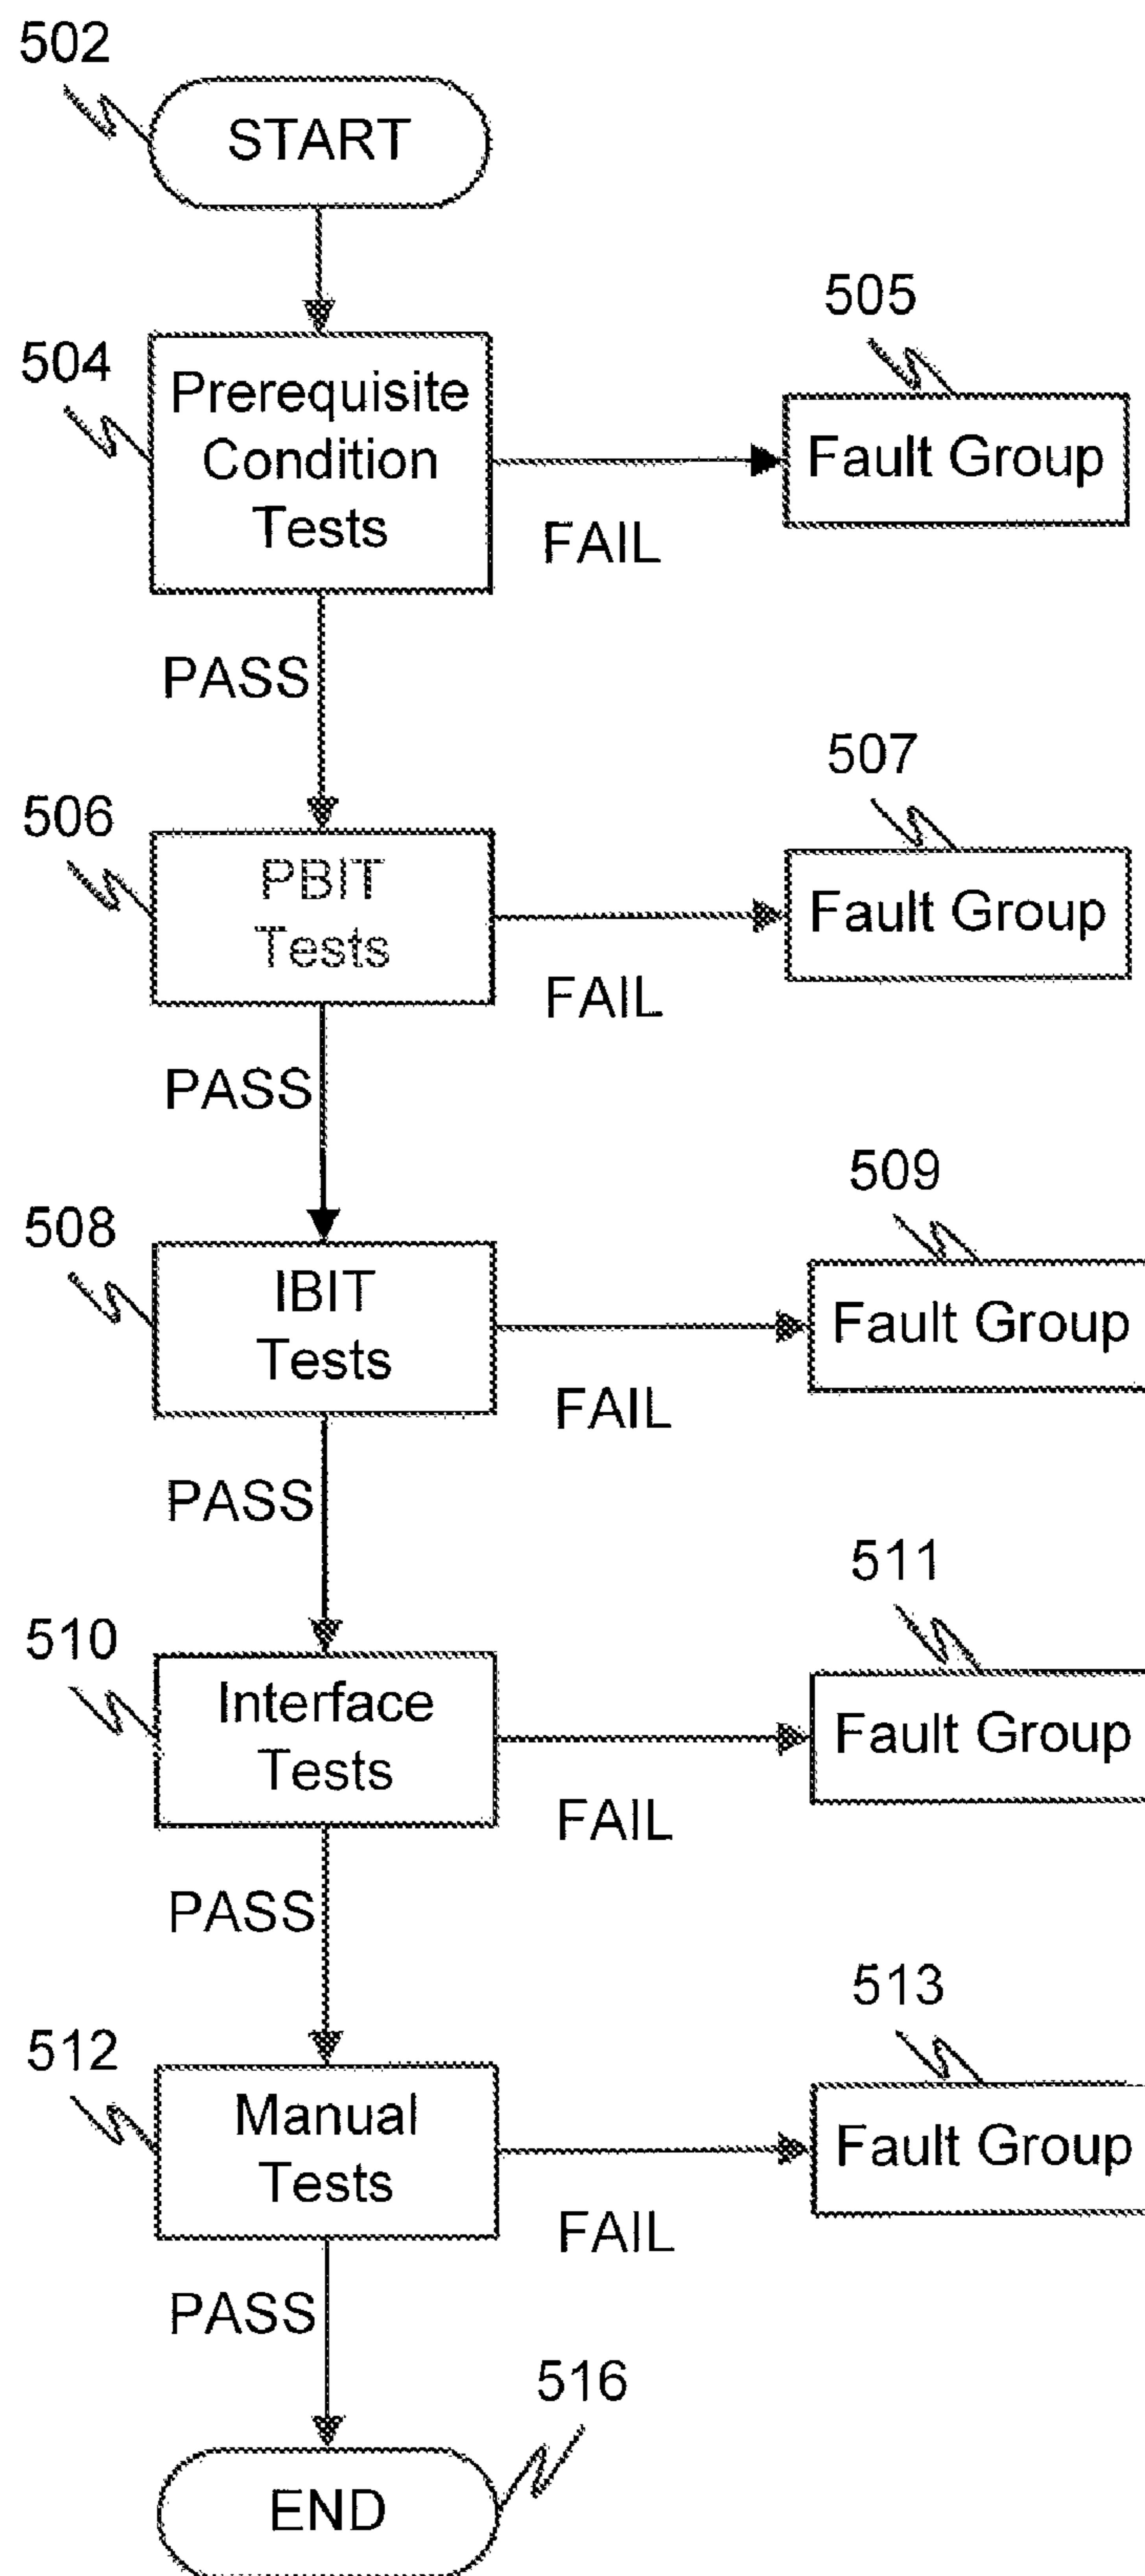 502
START
504
Prerequisite
Condition
Tests
505
Fault Group
FAIL
PASS
506
PBIT
Tests
507
Fault Group
FAIL
PASS
508
IBIT
Tests
509
Fault Group
FAIL
PASS
510
Interface
Tests
511
Fault Group
FAIL
PASS
512
Manual
Tests
513
Fault Group
FAIL
PASS
516
END